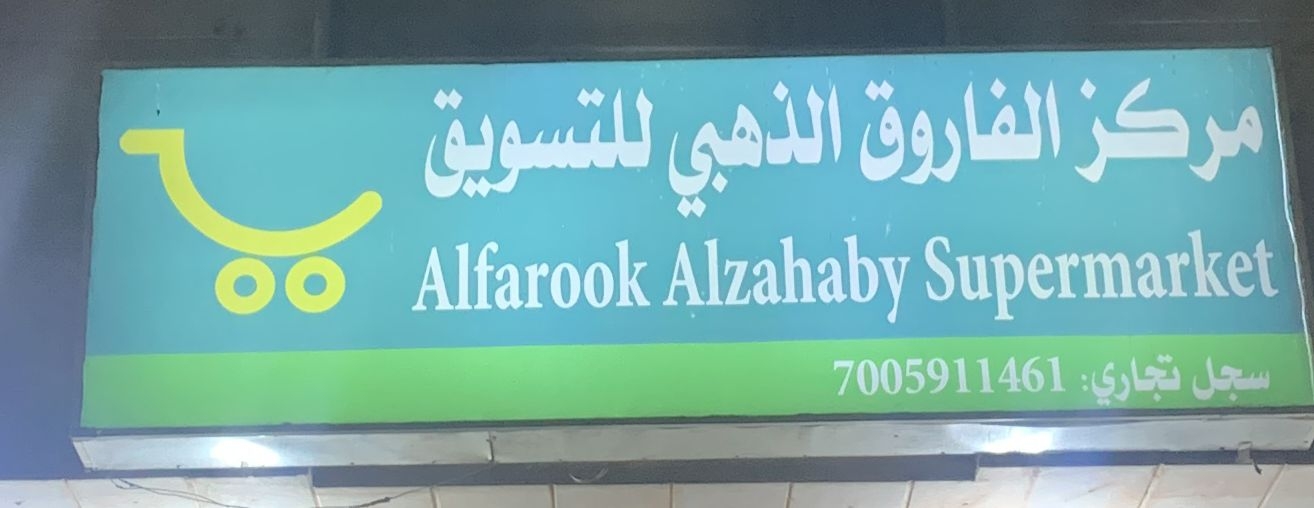 مركز الفاروق الذهبي للتسويق
Alfarook Alzahaby Supermarket
سجل تجاري: 7005911461